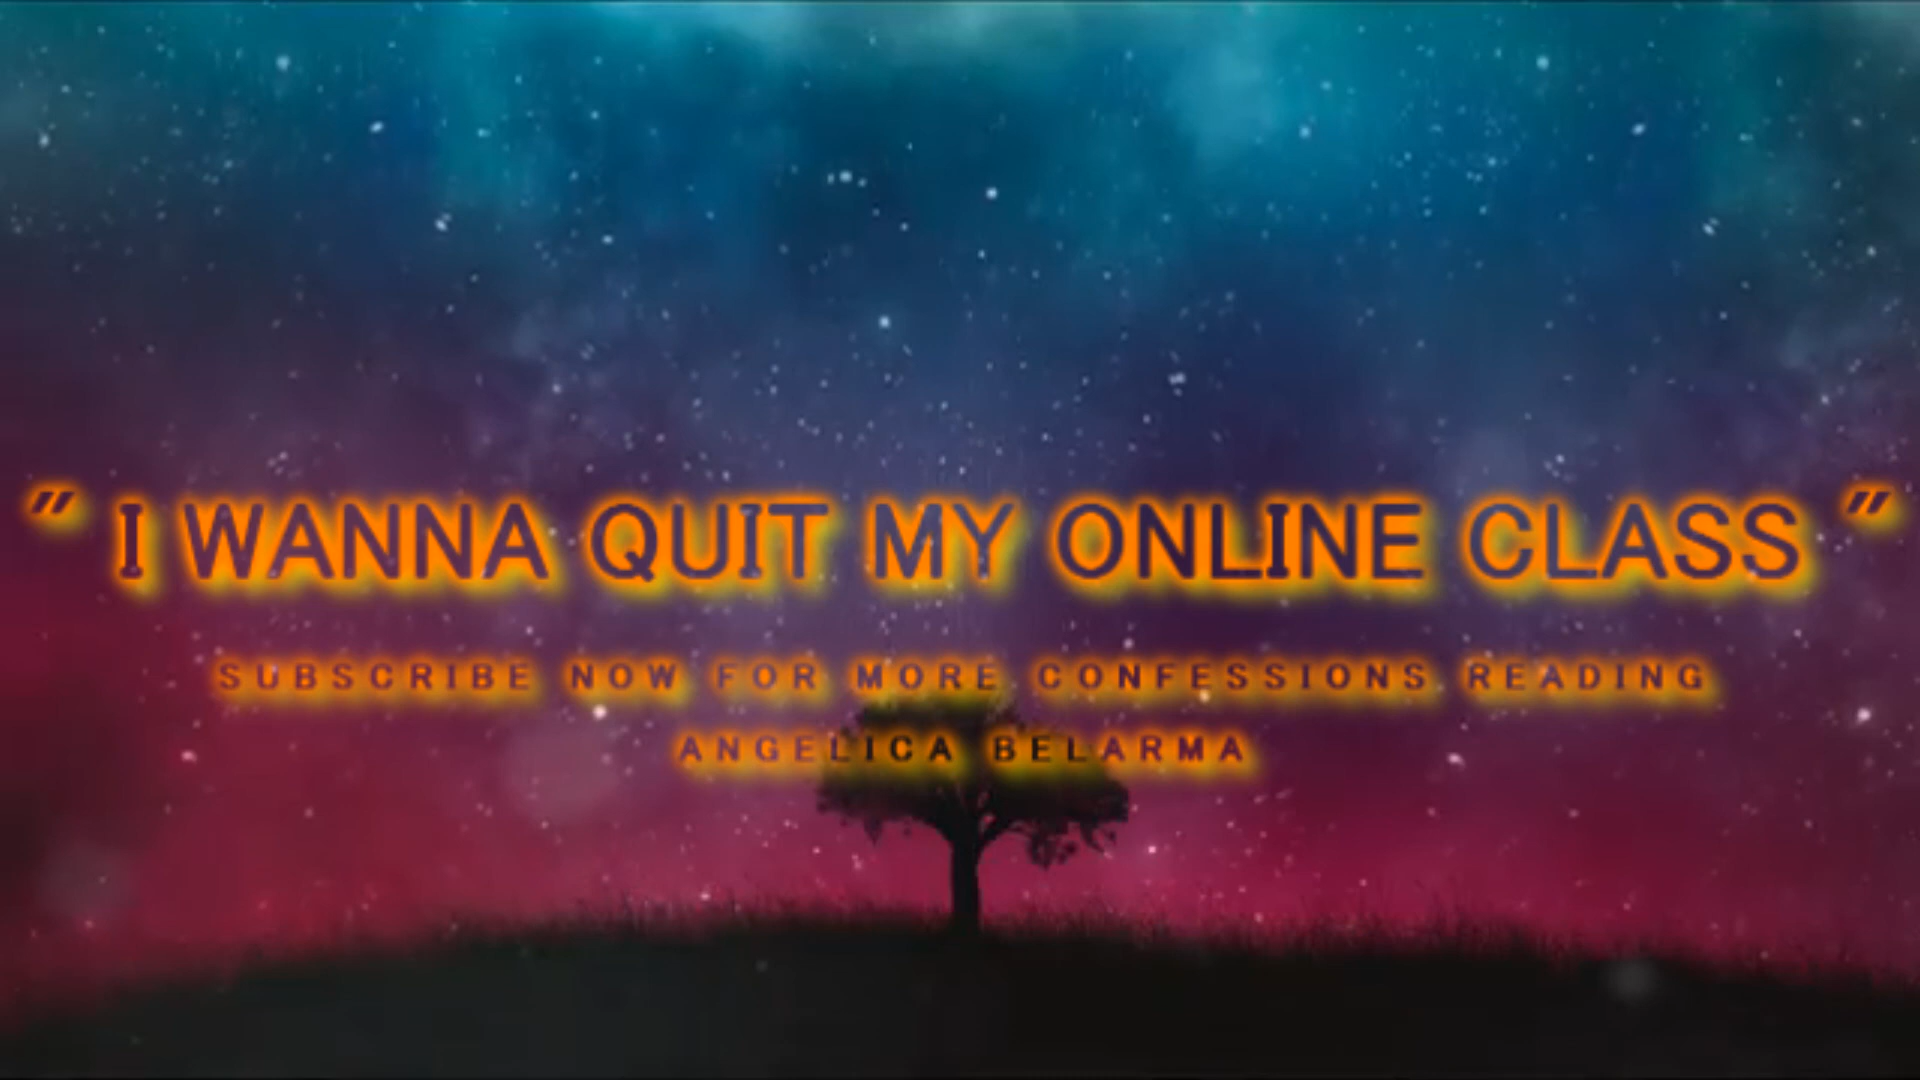 " I WANNA QUIT MY ONLINE CLASS "
SUBSCRIBE NOW FOR MORE CONFESSIONS READING
ANGELICA BELARMA